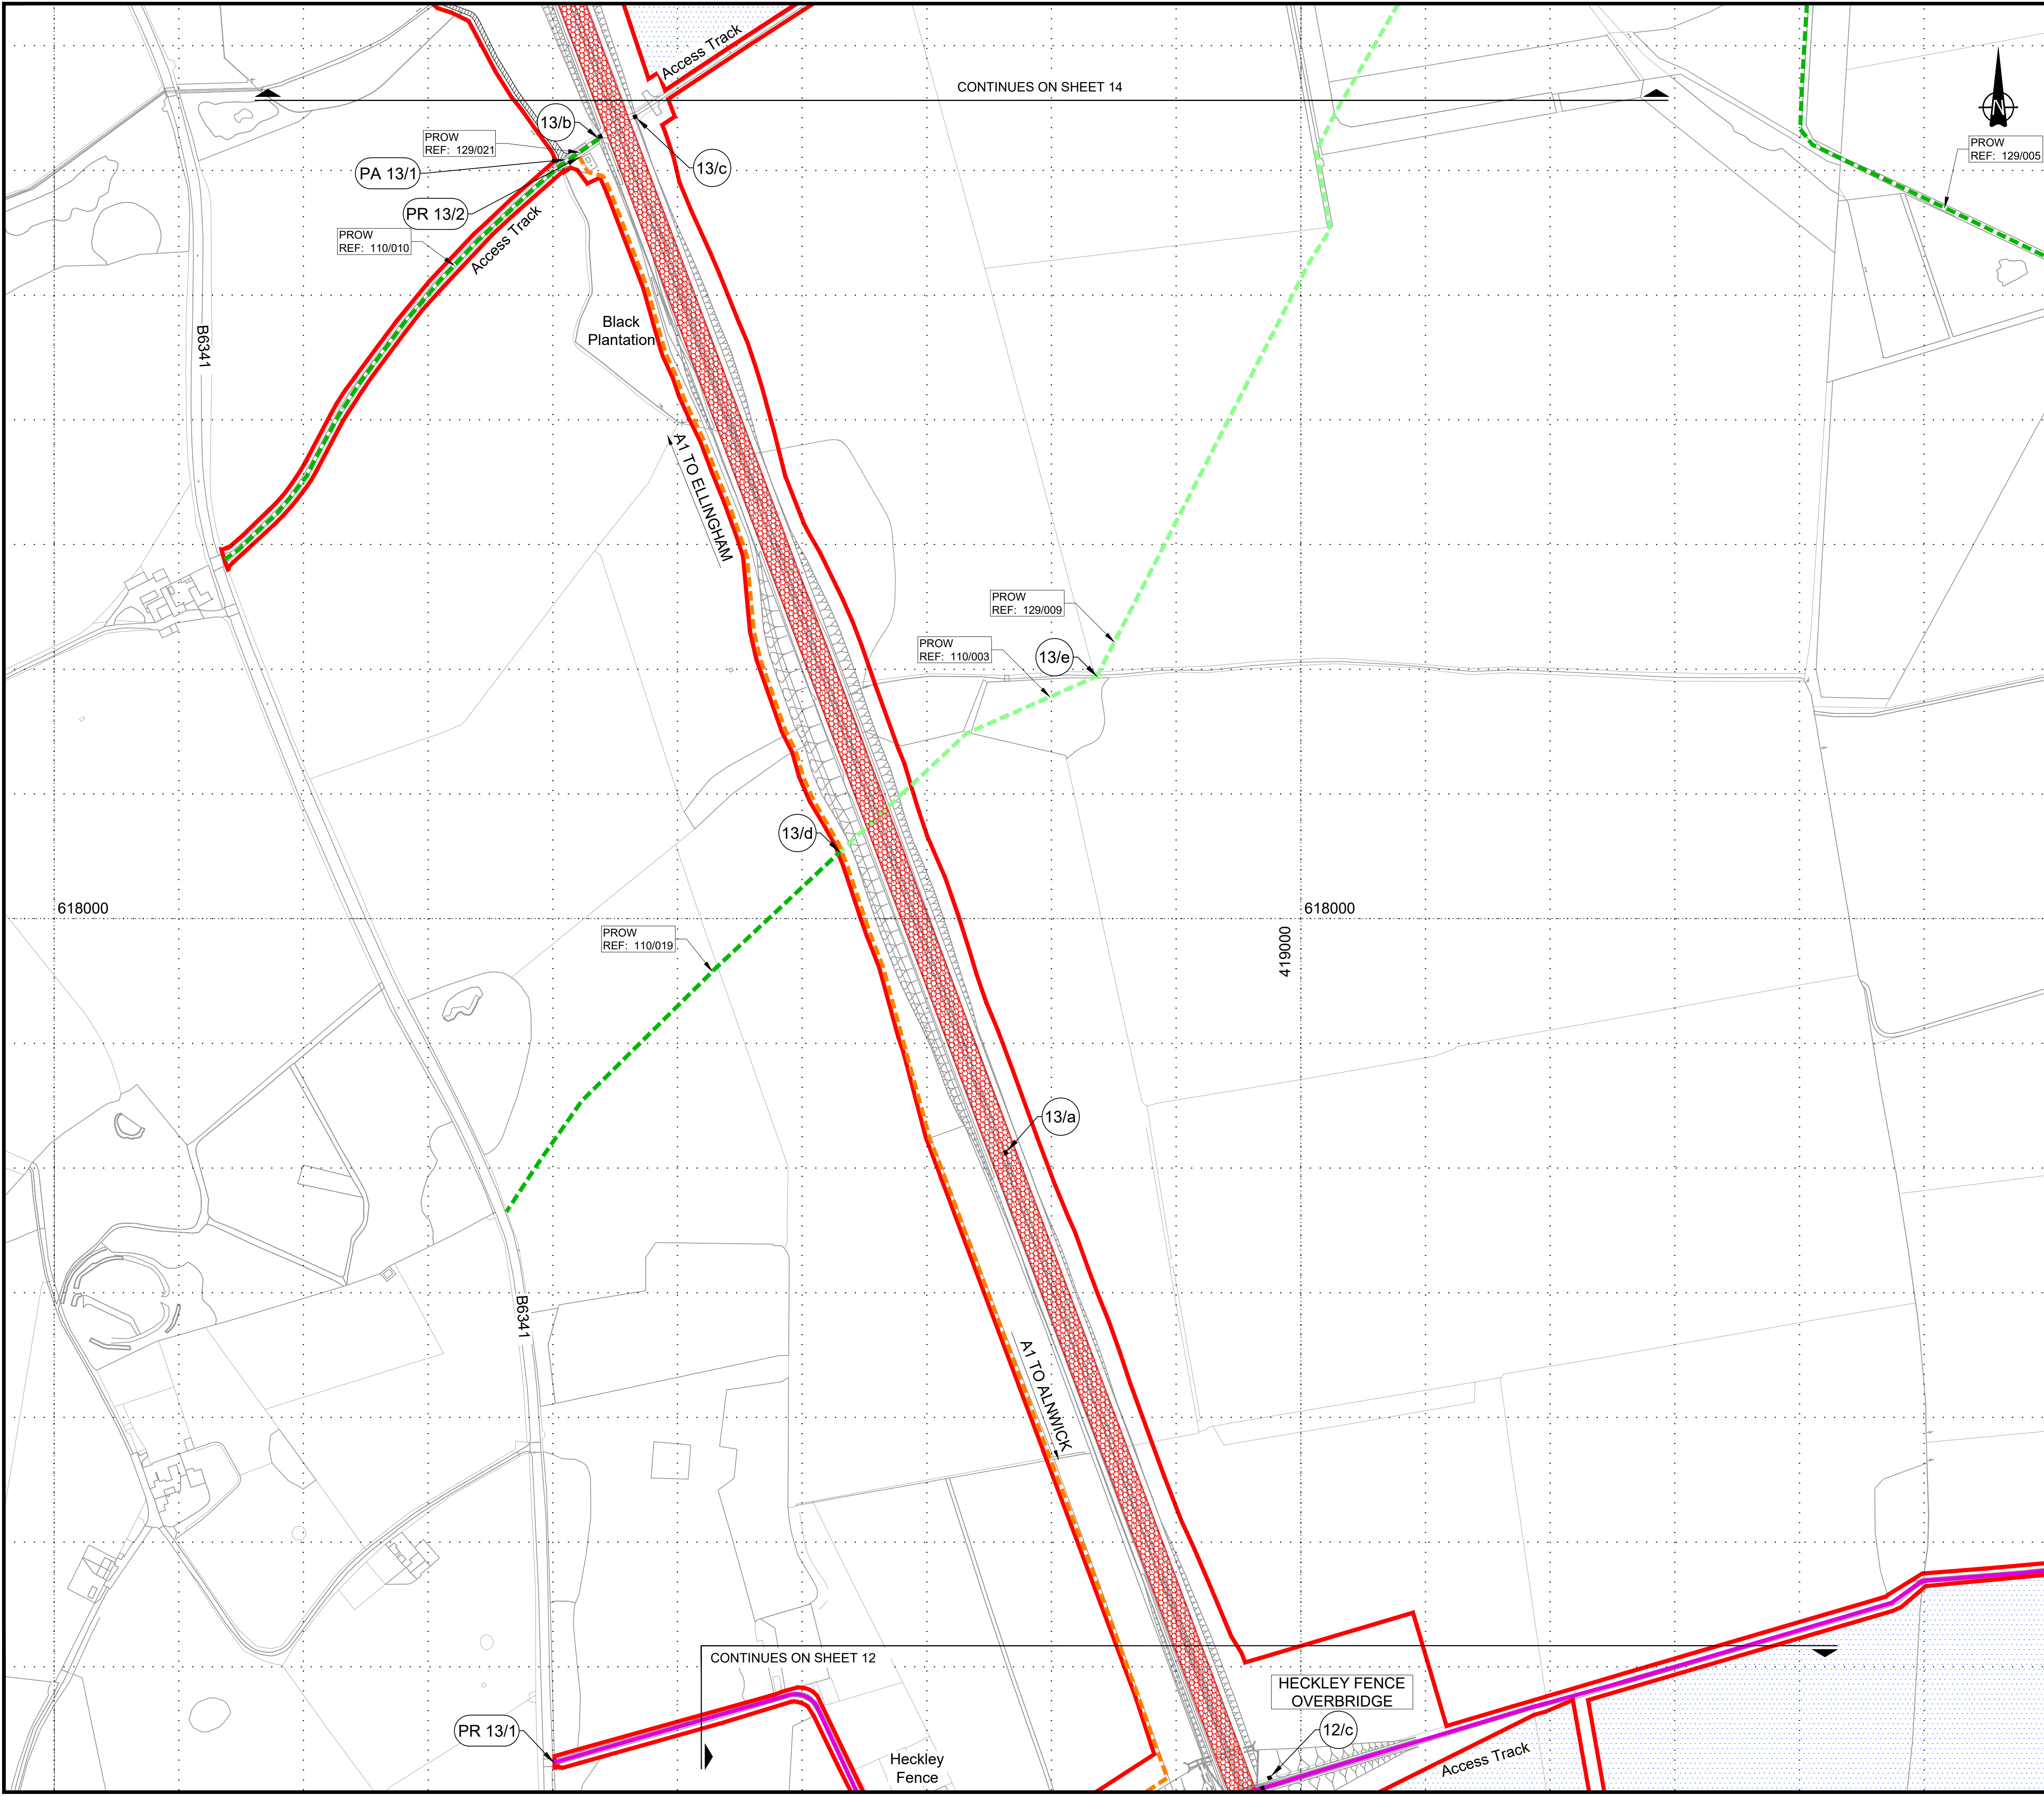 Access Track
CONTINUES ON SHEET 14
N
13/b
PROW
REF: 129/021
PROW
REF: 129/005
PA 13/1
13/c
PR 13/2
PROW
REF: 110/010
Access Track
B6341
Black
Plantation
A1 TO ELLINGHAM
PROW
REF: 129/009
PROW
REF: 110/003
13/e
13/d
618000
618000
419000
PROW
REF: 110/019
13/a
B6341
A1 TO ALNWICK
CONTINUES ON SHEET 12
HECKLEY FENCE
OVERBRIDGE
PR 13/1
12/c
Heckley
Fence
Access Track